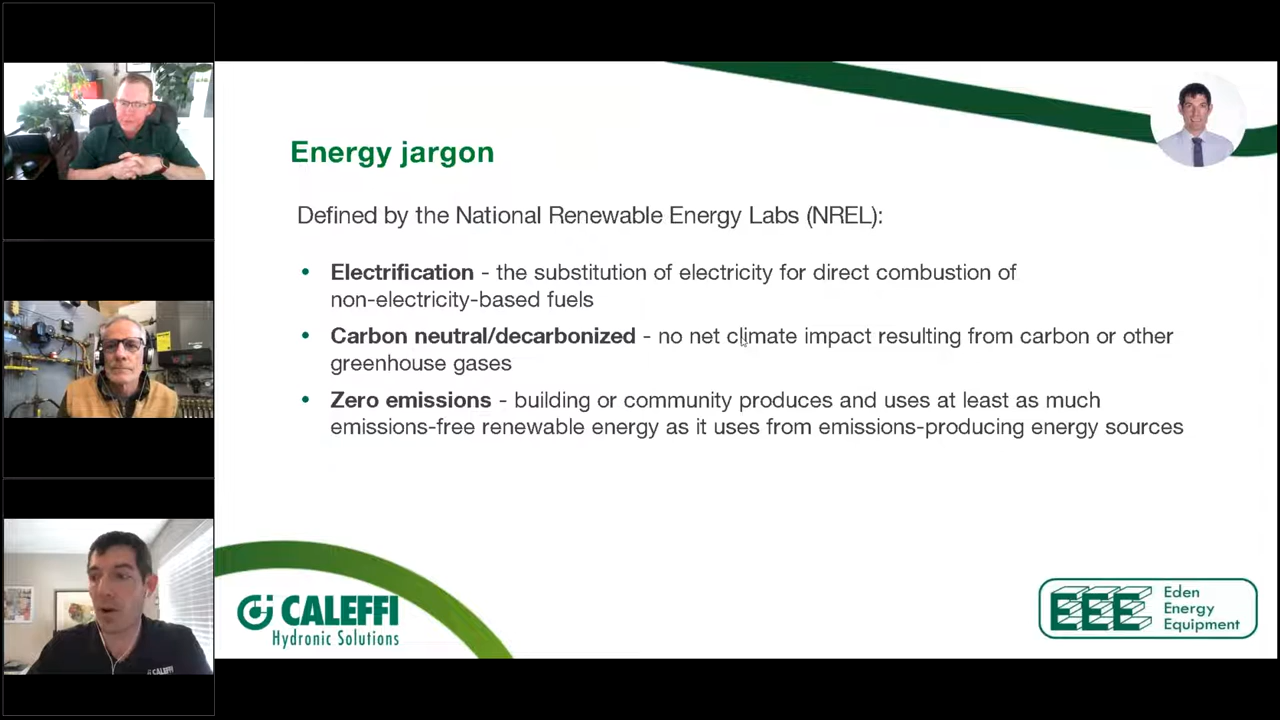 Energy jargon
Defined by the National Renewable Energy Labs (NREL):
• Electrification - the substitution of electricity for direct combustion of
non-electricity-based fuels
• Carbon neutral/decarbonized - no net climate impact resulting from carbon or other
greenhouse gases
• Zero emissions - building or community produces and uses at least as much
emissions-free renewable energy as it uses from emissions-producing energy sources
CALEFFI
Hydronic Solutions
EEE
Eden
Energy
Equipment
CALEFFI